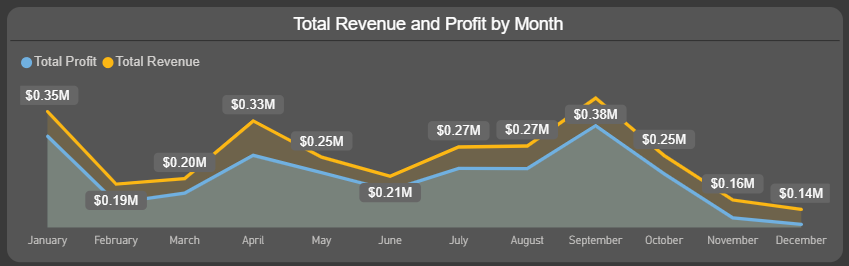 Total Revenue and Profit by Month
Total Profit Total Revenue
$0.35M
$0.19M
$0.20M
$0.33M
$0.25M
$0.21M
$0.27M
$0.27M
$0.38M
$0.25M
$0.16M
$0.14M
January February March April May June July August September October November December